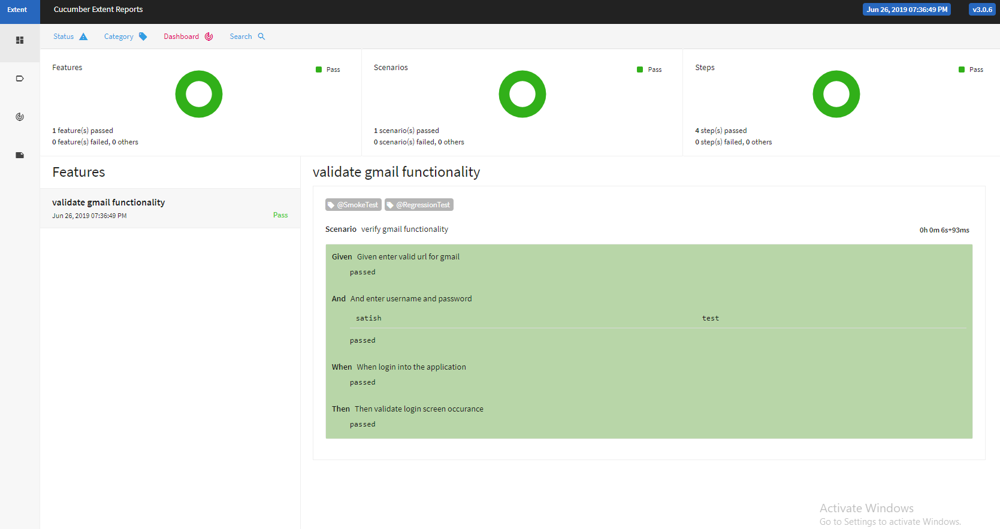 Extent
Cucumber Extent Reports
Jun 26, 2019 07:36:49 PM
v3.0.6
Status
Category
Dashboard
Search
Features
Pass
1 feature(s) passed
0 feature(s) failed, 0 others
Scenarios
Pass
1 scenario(s) passed
0 scenario(s) failed, 0 others
Steps
Pass
4 step(s) passed
0 step(s) failed, 0 others
Features
validate gmail functionality
Jun 26, 2019 07:36:49 PM
Pass
validate gmail functionality
@SmokeTest @RegressionTest
Scenario verify gmail functionality
0h 0m 6s+93ms
Given Given enter valid url for gmail
passed
And And enter username and password
satish test
passed
When When login into the application
passed
Then Then validate login screen occurance
passed
Activate Windows
Go to Settings to activate Windows.